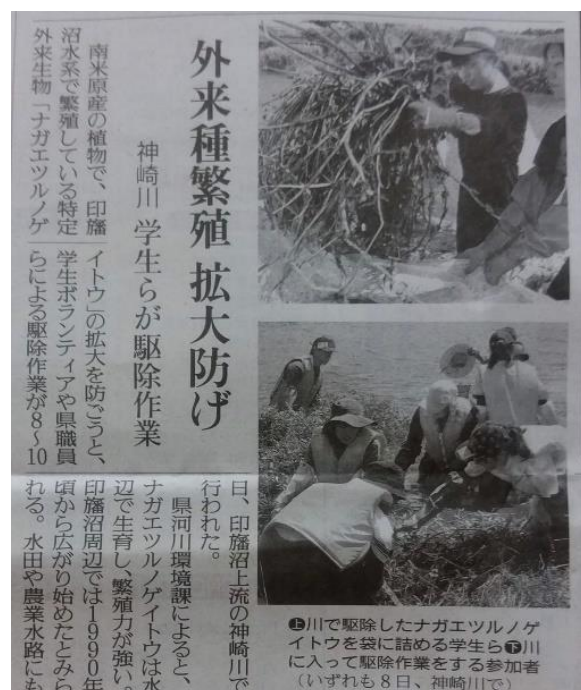 外来種繁殖 拡大防げ
神崎川 学生らが駆除作業
南米原産の植物で、印旛
沼水系で繁殖している特定
外来生物「ナガエツルノゲ
イトウ」の拡大を防ごうと、
学生ボランティアや県職員
らによる駆除作業が8〜10
日、印旛沼上流の神崎川で
行われた。
県河川環境課によると、
ナガエツルノゲイトウは水
辺で生育し、繁殖力が強い。
印旛沼周辺では1990年
頃から広がり始めたとみら
れる。水田や農業水路にも
上川で駆除したナガエツルノゲ
イトウを袋に詰める学生ら下川
に入って駆除作業をする参加者
(いずれも8日、神崎川で)